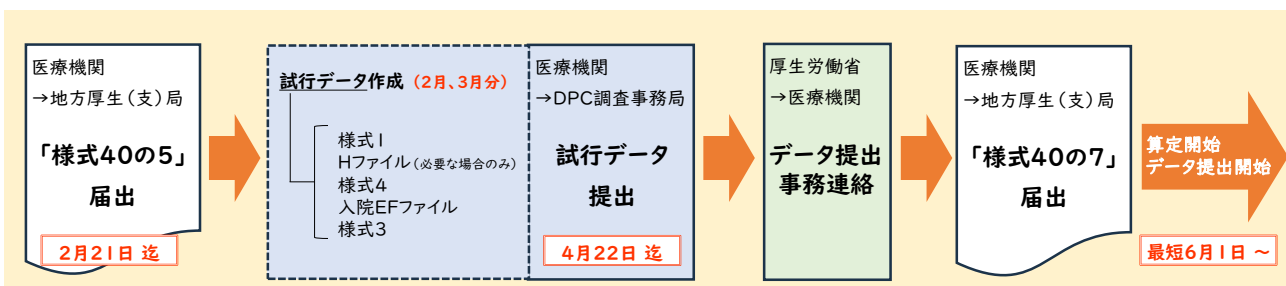 医療機関
→地方厚生(支)局
「様式40の5」
届出
2月21日 迄
試行データ作成 (2月、3月分)
様式1
Hファイル(必要な場合のみ)
様式4
入院EFファイル
様式3
医療機関
→DPC調査事務局
試行データ
提出
4月22日 迄
厚生労働省
→医療機関
データ提出
事務連絡
医療機関
→地方厚生(支)局
「様式40の7」
届出
算定開始
データ提出開始
最短6月1日 ~